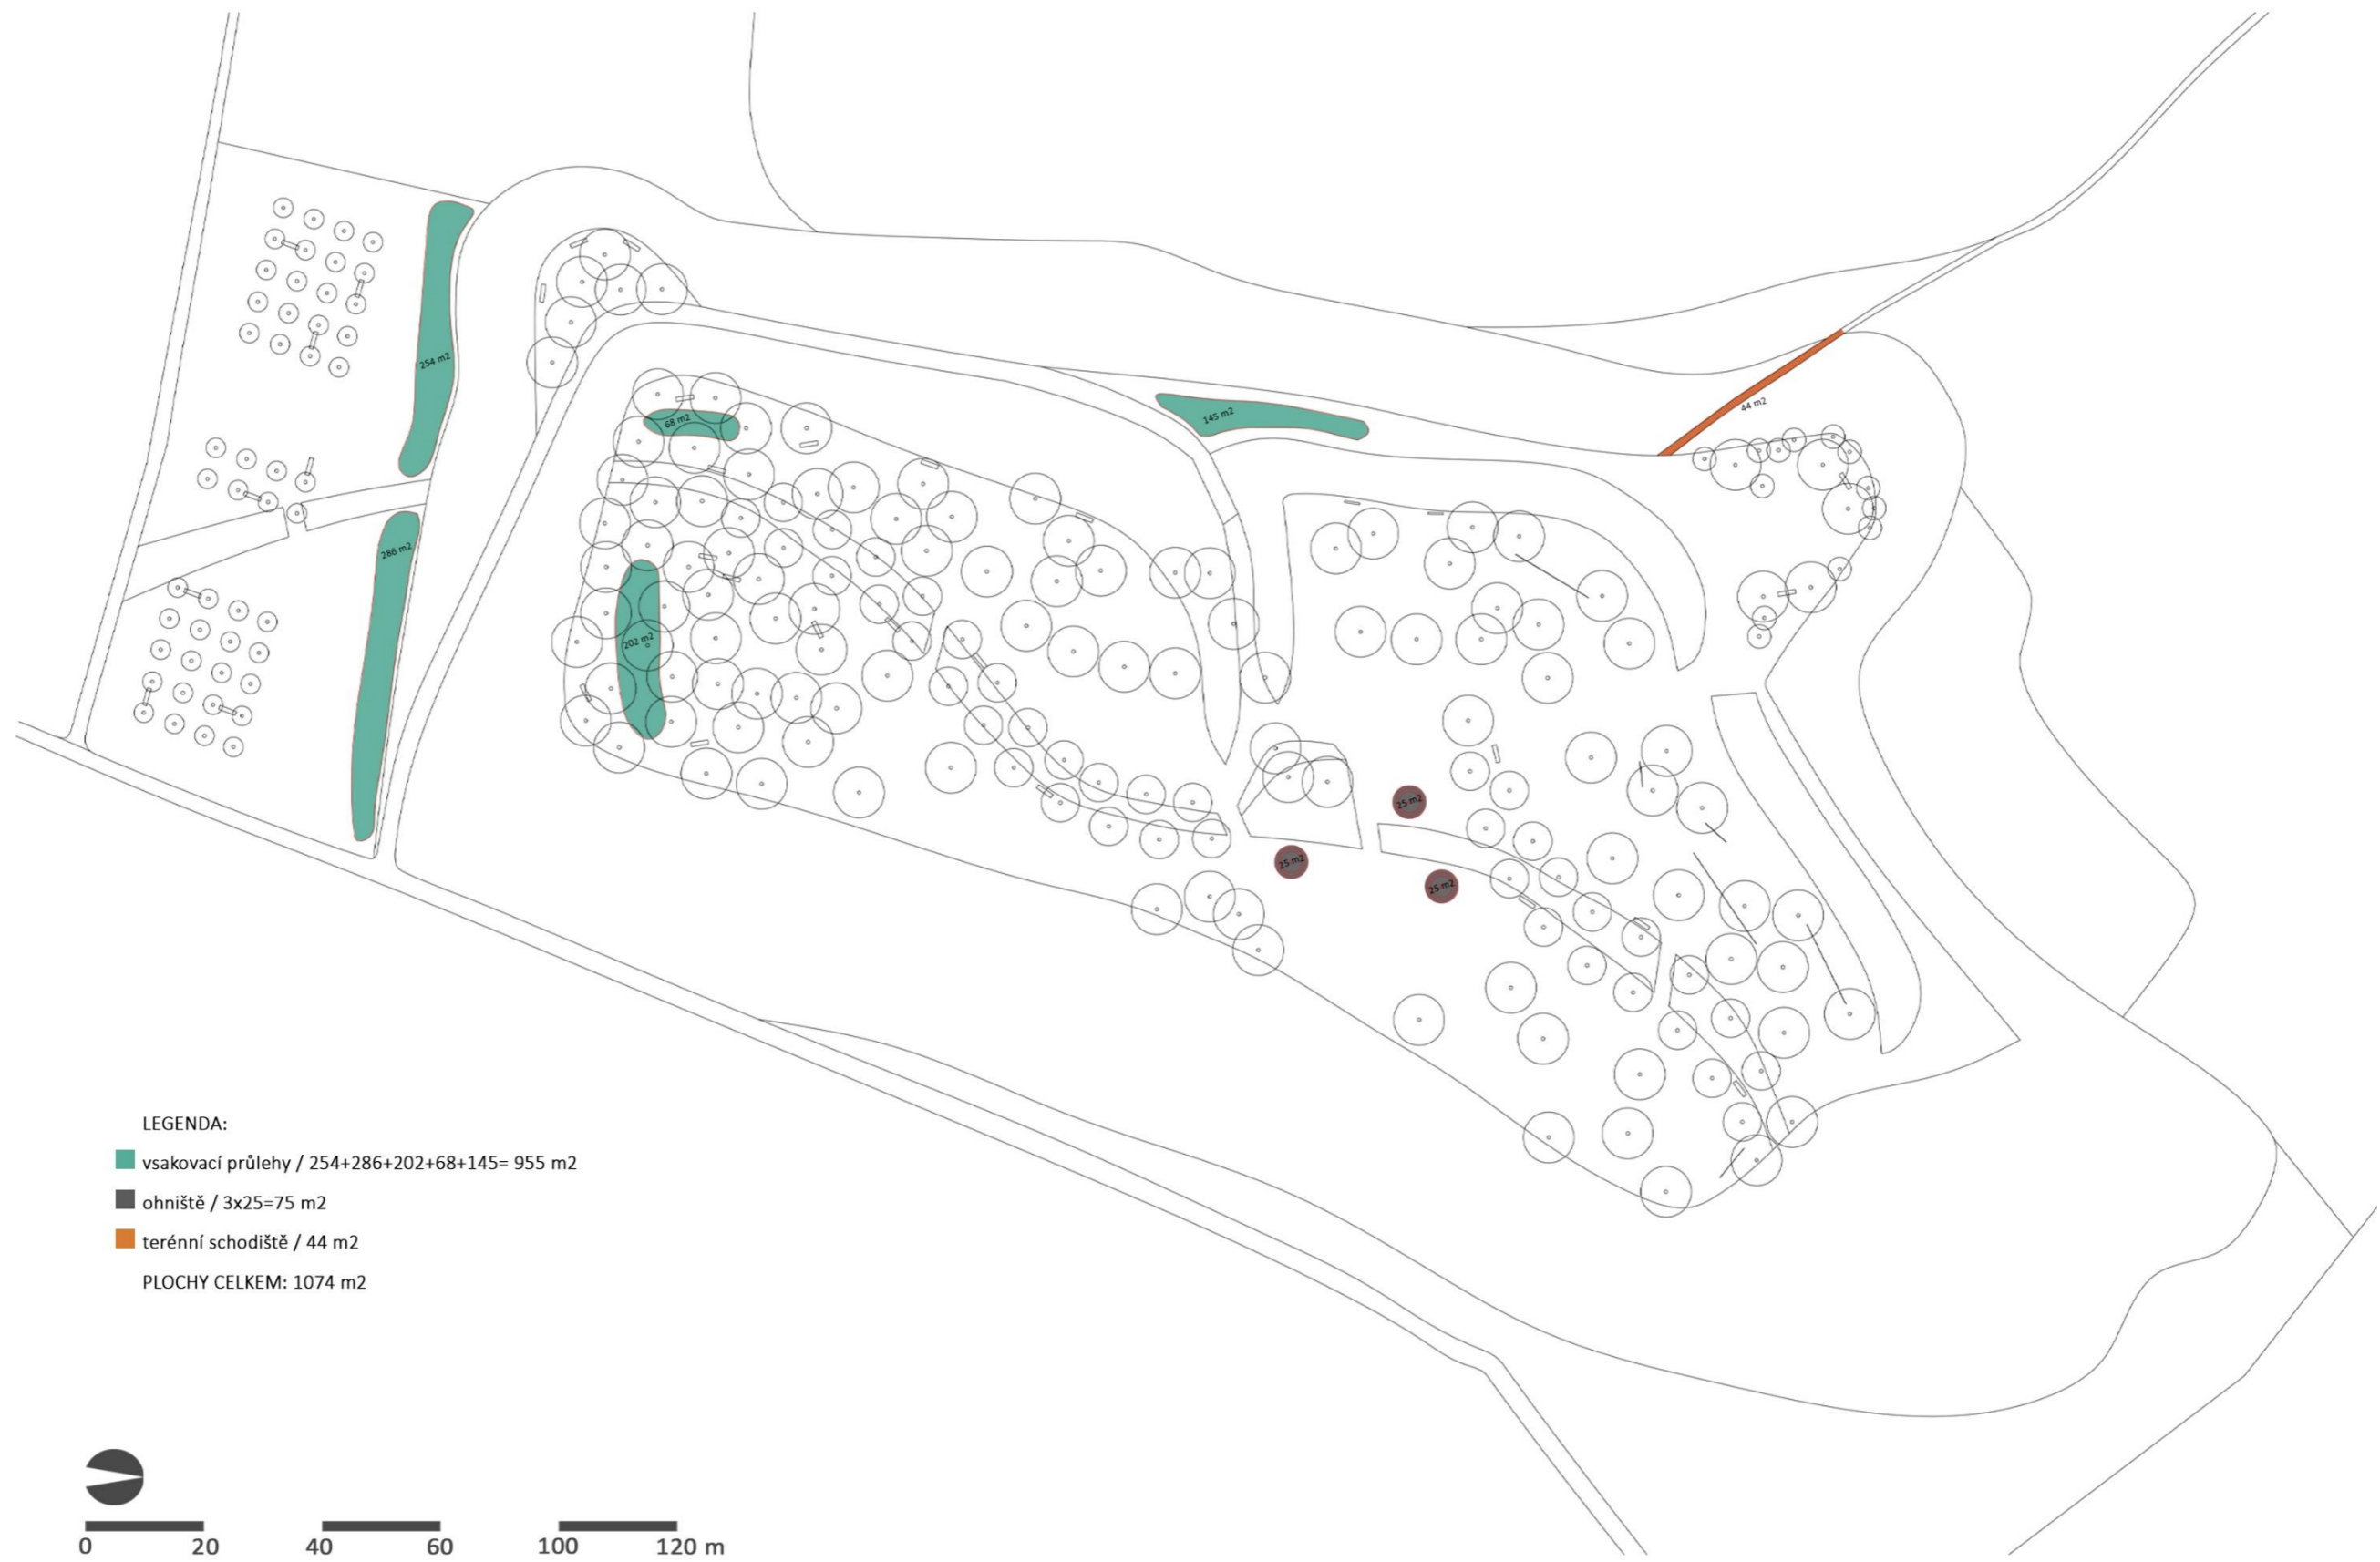 254 m2
68 m2
145 m2
44 m2
286 m2
202 m2
25 m2
25 m2
25 m2
LEGENDA:
vsakovací průlehy / 254+286+202+68+145= 955 m2
ohniště / 3x25=75 m2
terénní schodiště / 44 m2
PLOCHY CELKEM: 1074 m2
0 20 40 60 100 120 m